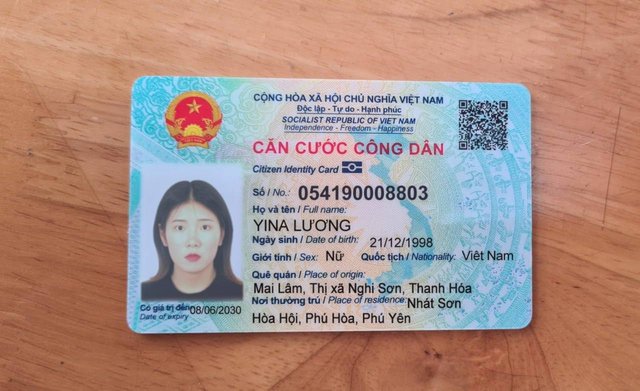 CỘNG HÒA XÃ HỘI CHỦ NGHĨA VIỆT NAM
Độc lập - Tự do - Hạnh phúc
SOCIALIST REPUBLIC OF VIET NAM
Independence - Freedom - Happiness
CĂN CƯỚC CÔNG DÂN
Citizen Identity Card
Số / No.: 054190008803
Họ và tên / Full name:
YINA LƯƠNG
Ngày sinh / Date of birth: 21/12/1998
Giới tính / Sex: Nữ Quốc tịch / Nationality: Việt Nam
Quê quán / Place of origin:
Mai Lâm, Thị xã Nghi Sơn, Thanh Hóa
Nơi thường trú / Place of residence: Nhát Sơn
Hòa Hội, Phú Hòa, Phú Yên
Có giá trị đến: 08/06/2030
Date of expiry